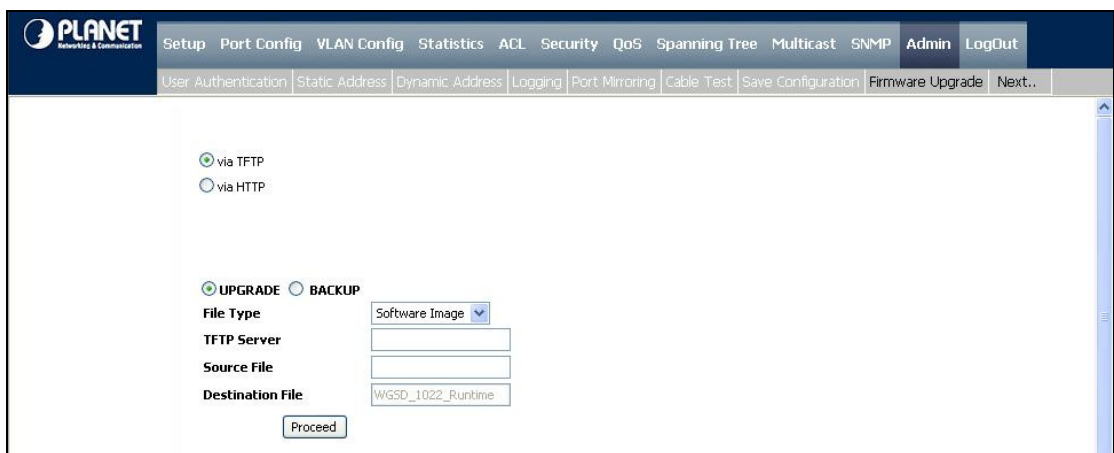 PLANET
Networking & Communication
Setup Port Config VLAN Config Statistics ACL Security QoS Spanning Tree Multicast SNMP Admin LogOut
User Authentication Static Address Dynamic Address Logging Port Mirroring Cable Test Save Configuration Firmware Upgrade Next..
via TFTP
via HTTP
UPGRADE BACKUP
File Type Software Image
TFTP Server
Source File
Destination File WGSD_1022_Runtime
Proceed